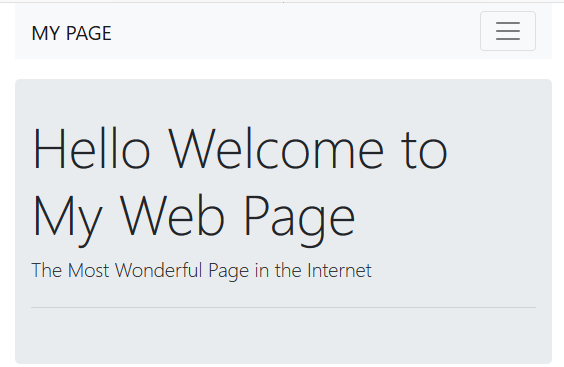 MY PAGE
Hello Welcome to
My Web Page
The Most Wonderful Page in the Internet